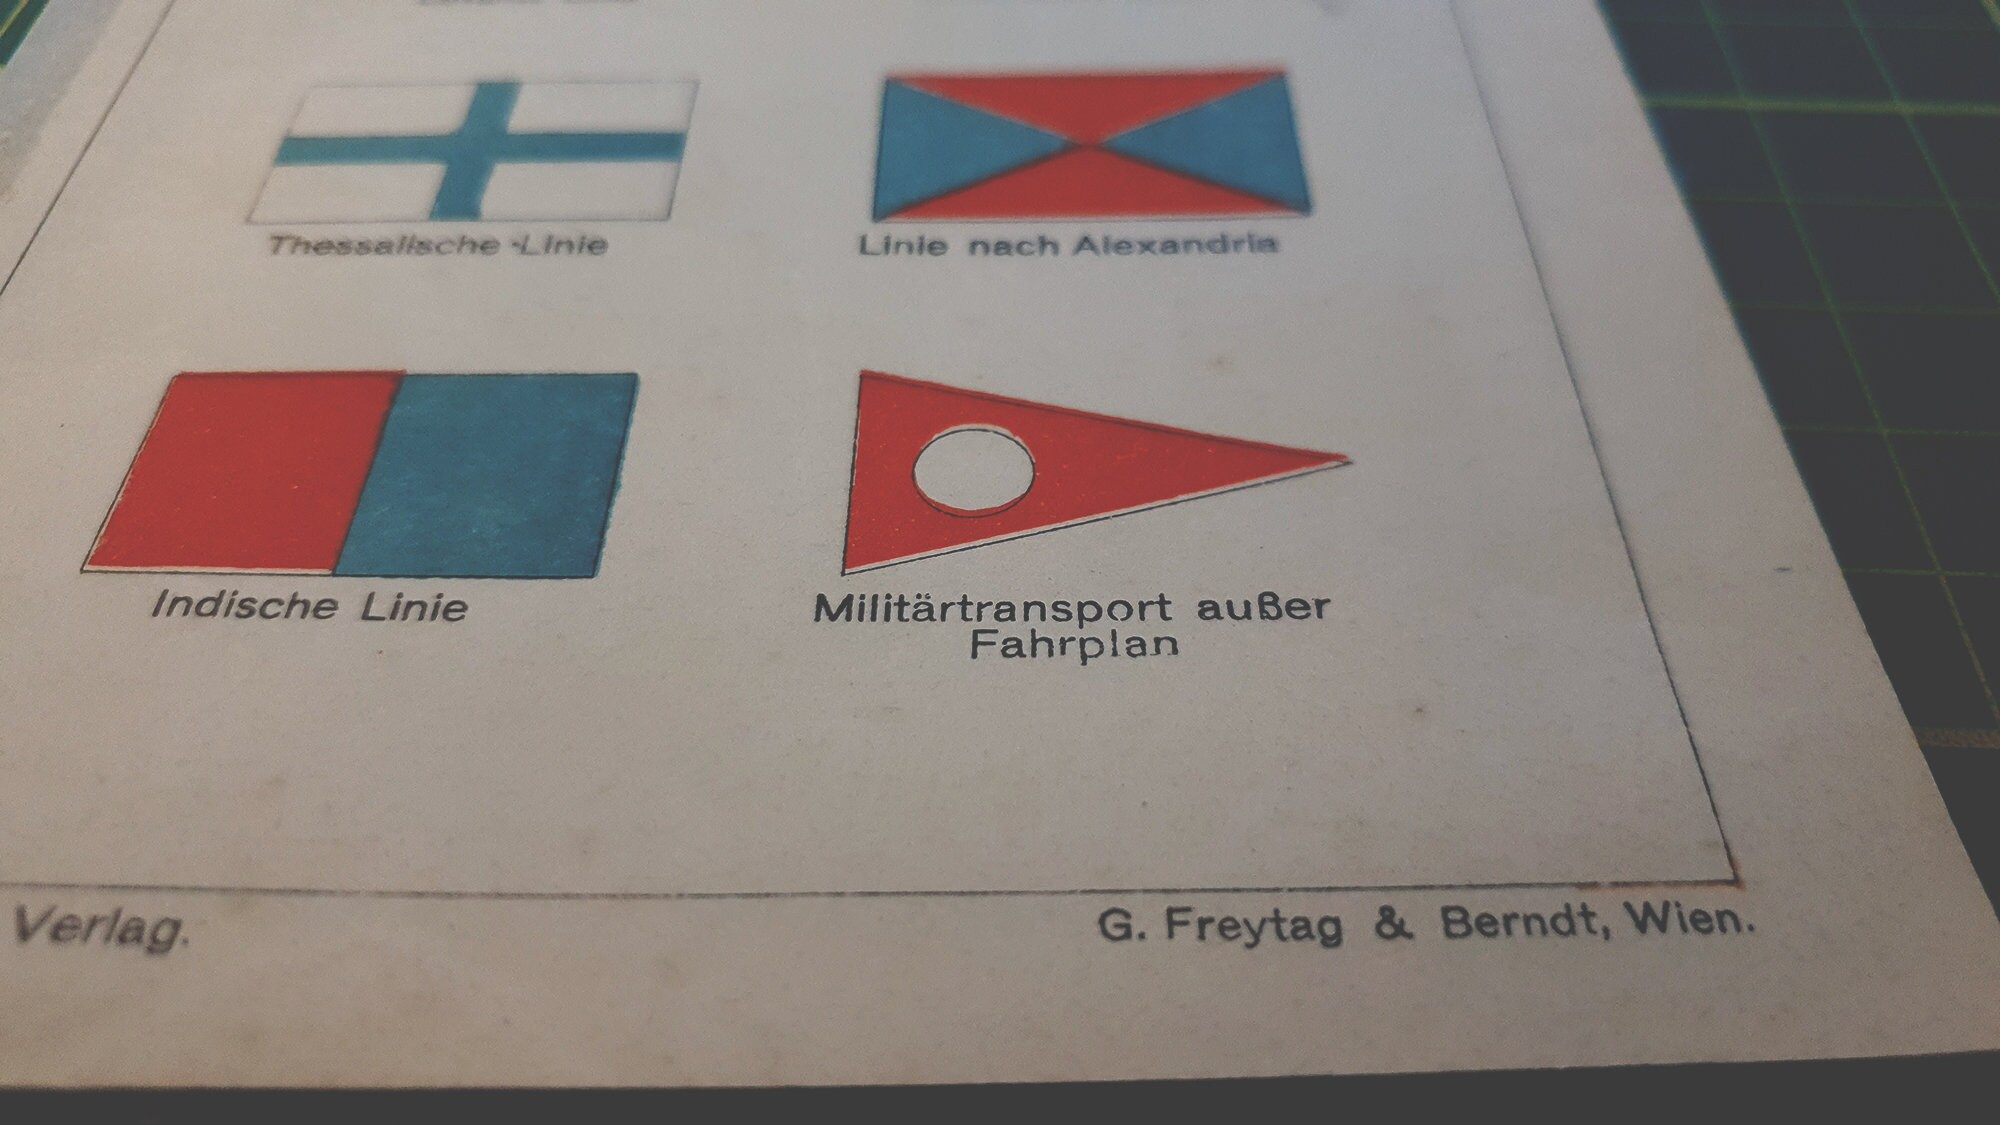 Thessalische Linie
Linie nach Alexandria
Indische Linie
Militärtransport außer
Fahrplan
Verlag.
G. Freytag & Berndt, Wien.